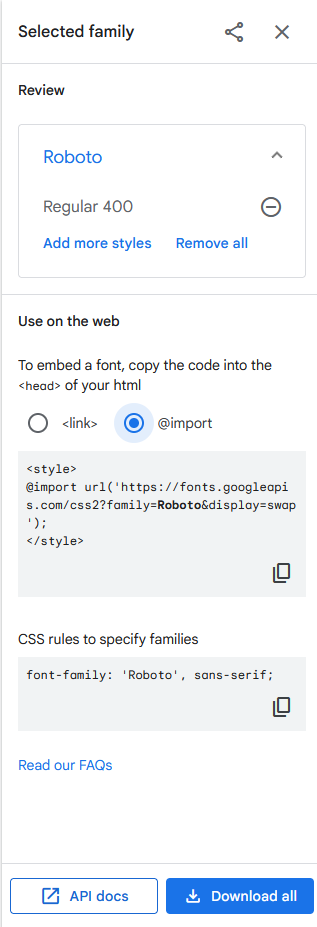 Selected family
Review
Roboto
Regular 400
Add more styles
Remove all
Use on the web
To embed a font, copy the code into the
<head> of your html
<link>
@import
<style>
@import url('https://fonts.googleapi
s.com/css2?family=Roboto&display=swap
');
</style>
CSS rules to specify families
font-family: 'Roboto', sans-serif;
Read our FAQs
API docs
Download all